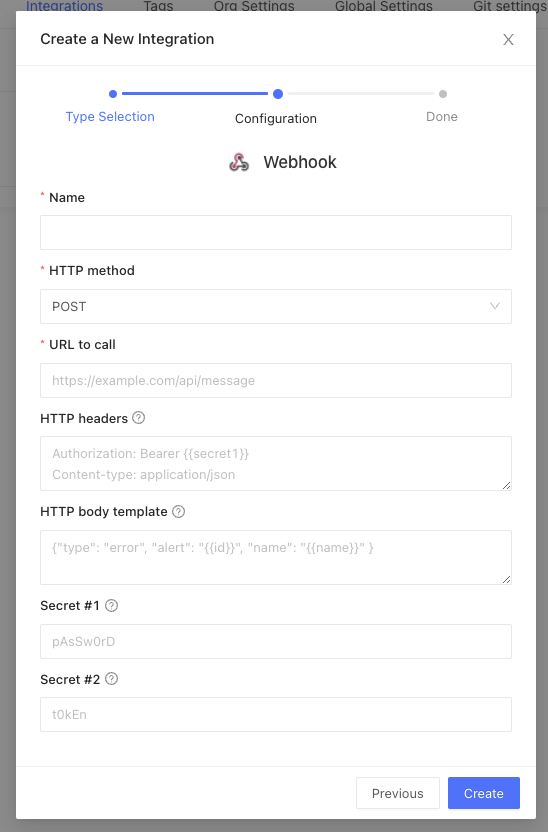 Integrations Tags Org Settings Global Settings Git settings
Create a New Integration
Type Selection Configuration Done
Webhook
* Name
* HTTP method
POST
* URL to call
https://example.com/api/message
HTTP headers
Authorization: Bearer {{secret1}}
Content-type: application/json
HTTP body template
{"type": "error", "alert": "{{id}}", "name": "{{name}}" }
Secret #1
pAsSw0rD
Secret #2
t0kEn
Previous Create